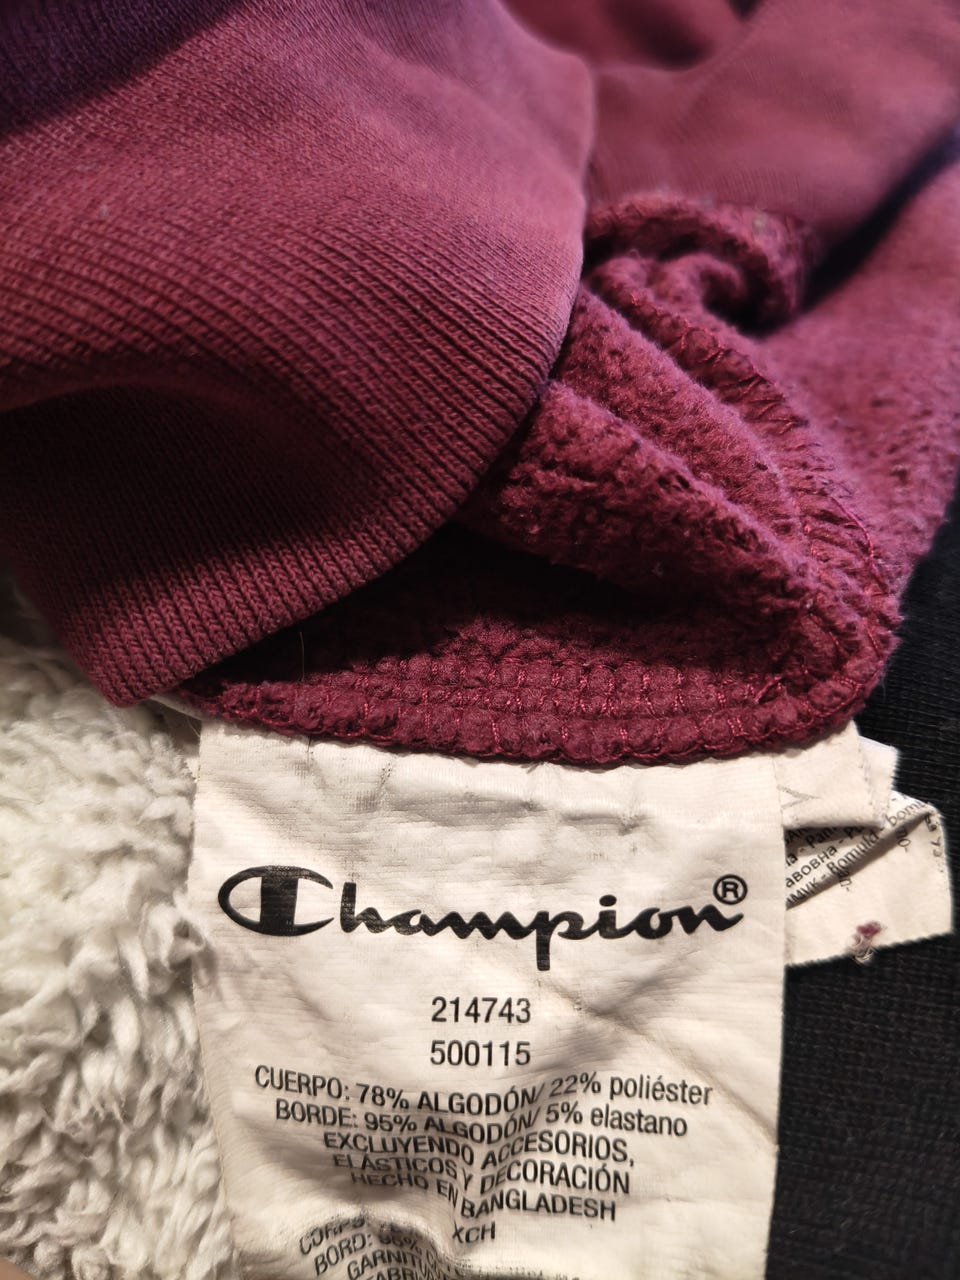 Champion®
214743
500115
CUERPO: 78% ALGODÓN/ 22% poliéster
BORDE: 95% ALGODÓN/ 5% elastano
EXCLUYENDO ACCESORIOS,
ELÁSTICOS Y DECORACIÓN
HECHO EN BANGLADESH
XCH
BORD: